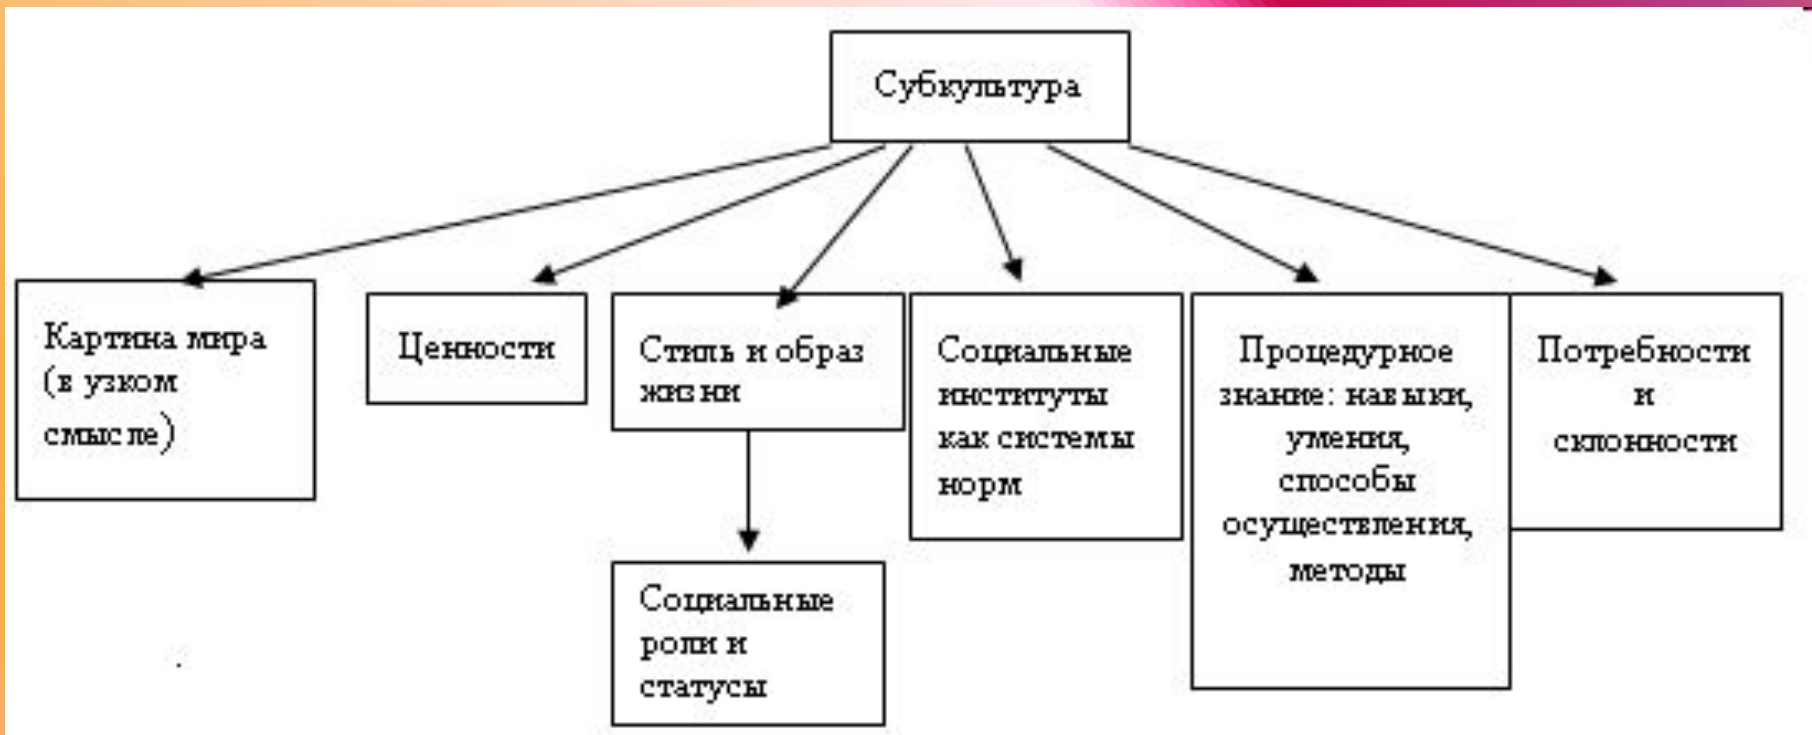 Субкультура
Картина мира
(в узком
смысле)
Ценности
Стиль и образ
жизни
Социальные
институты
как системы
норм
Процедурное
знание: навыки,
умения,
способы
осуществления,
методы
Потребности
и
склонности
Социальные
роли и
статусы